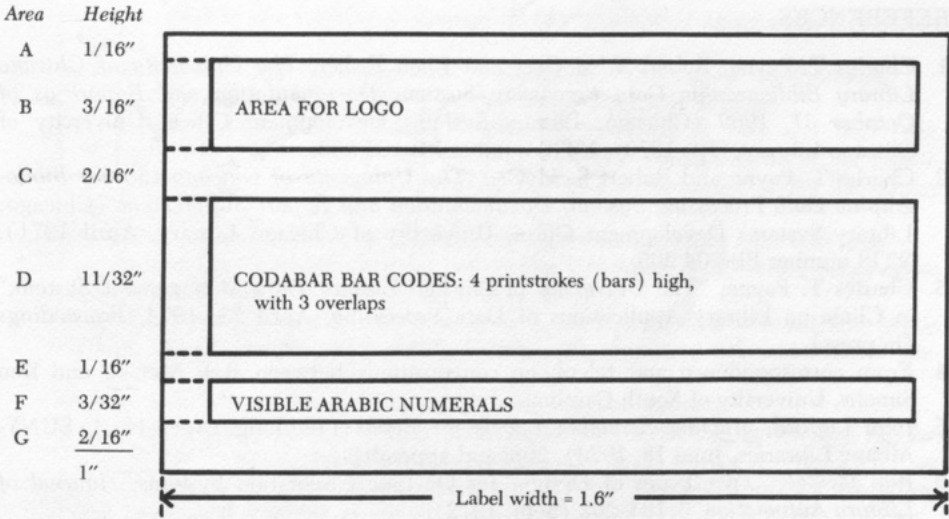 Area Height
A 1/16″
B 3/16″ AREA FOR LOGO
C 2/16″
D 11/32″ CODABAR BAR CODES: 4 printstrokes (bars) high,
with 3 overlaps
E 1/16″
F 3/32″ VISIBLE ARABIC NUMERALS
G 2/16″
1″
Label width = 1.6″